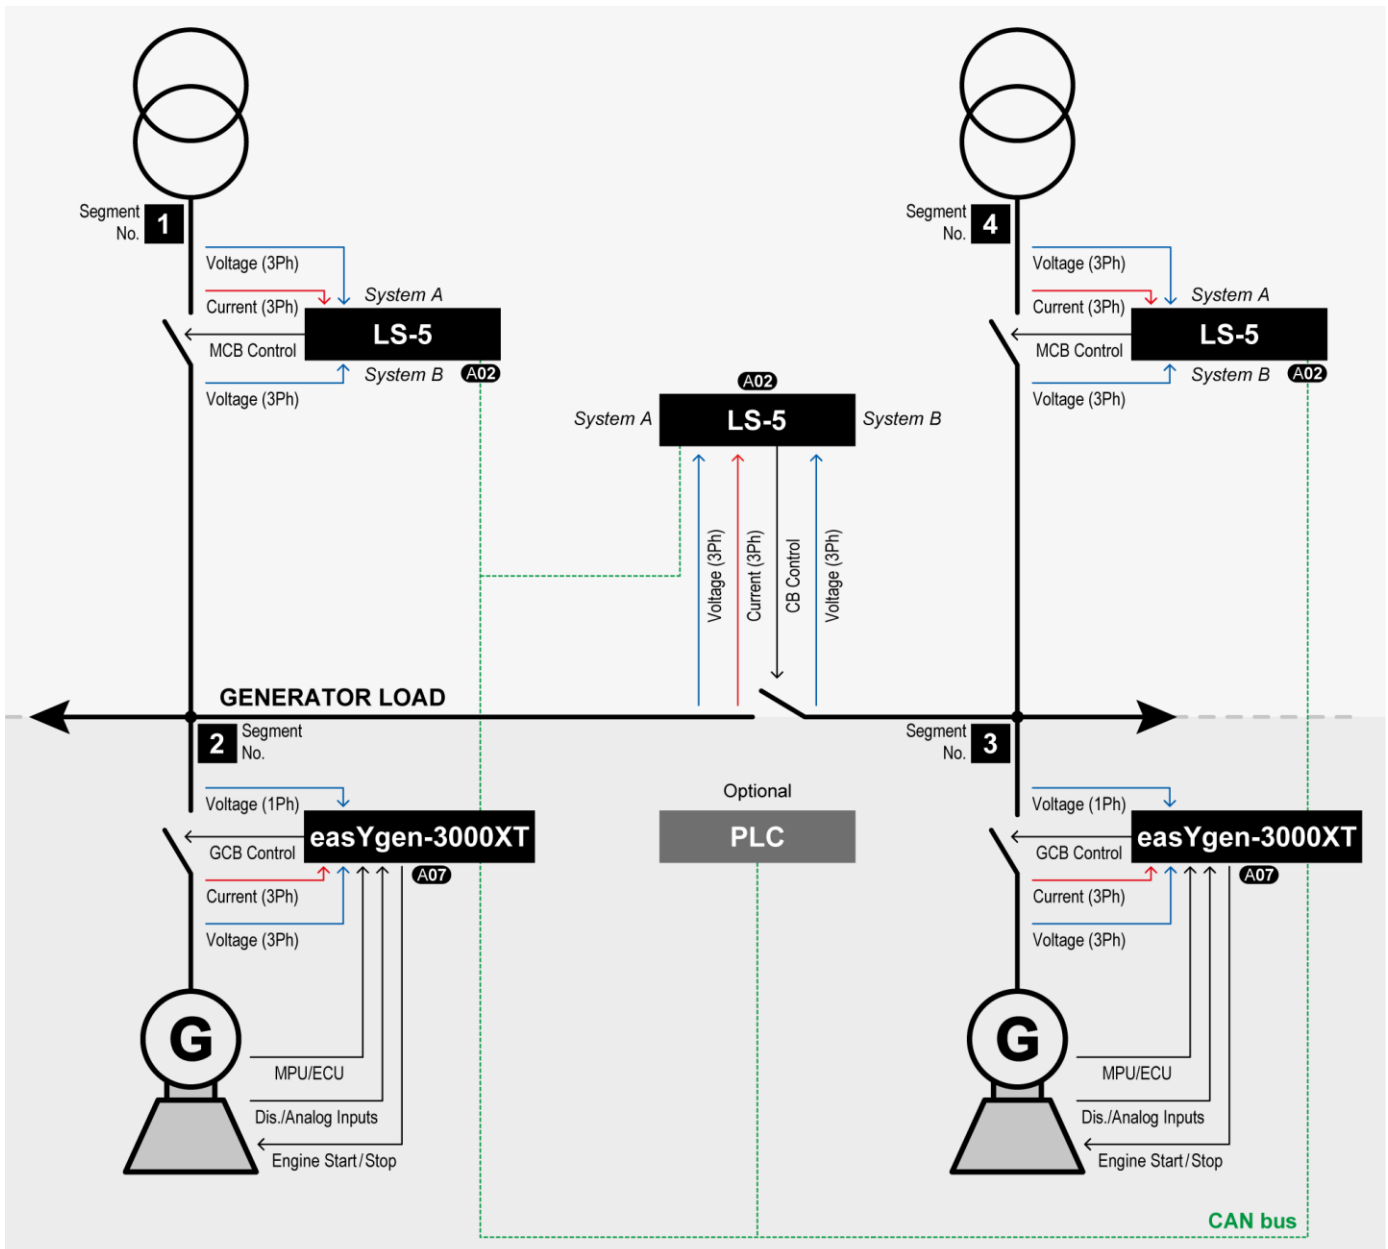 Segment
No.
1
Voltage (3Ph)
Current (3Ph)
System A
LS-5
MCB Control
System B
A02
Voltage (3Ph)
Segment
No.
4
Voltage (3Ph)
Current (3Ph)
System A
LS-5
MCB Control
System B
A02
Voltage (3Ph)
A02
System A
LS-5
System B
Voltage (3Ph)
Current (3Ph)
CB Control
Voltage (3Ph)
GENERATOR LOAD
2
Segment
No.
Segment
No.
3
Voltage (1Ph)
easYgen-3000XT
GCB Control
A07
Current (3Ph)
Voltage (3Ph)
G
MPU/ECU
Dis./Analog Inputs
Engine Start/Stop
Optional
PLC
Voltage (1Ph)
easYgen-3000XT
GCB Control
A07
Current (3Ph)
Voltage (3Ph)
G
MPU/ECU
Dis./Analog Inputs
Engine Start/Stop
CAN bus